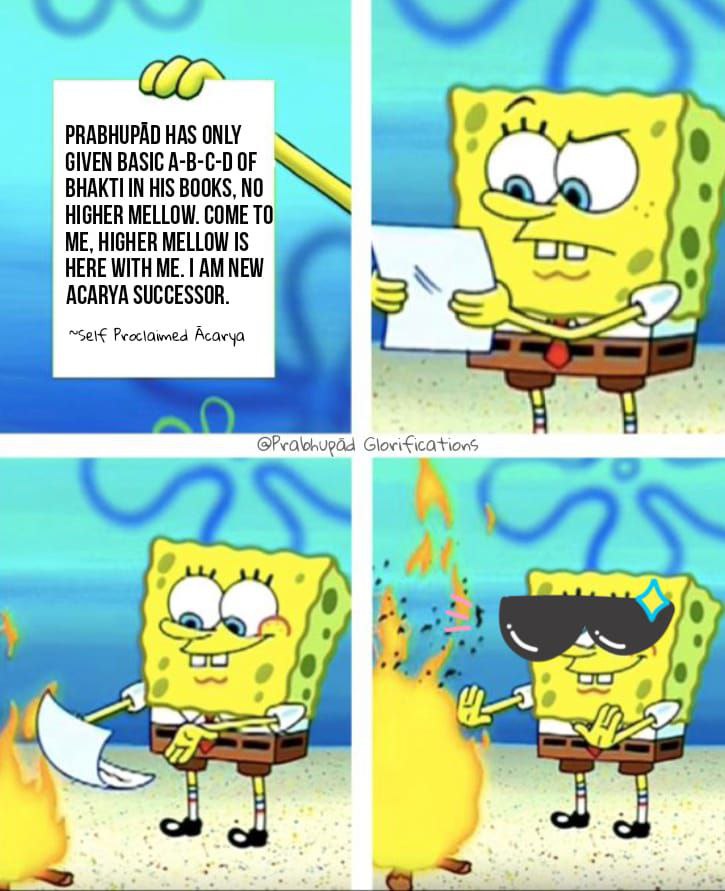 PRABHUPĀD HAS ONLY
GIVEN BASIC A-B-C-D OF
BHAKTI IN HIS BOOKS, NO
HIGHER MELLOW. COME TO
ME, HIGHER MELLOW IS
HERE WITH ME. I AM NEW
ACARYA SUCCESSOR.
~Self Proclaimed Ācarya
@Prabhupād Glorifications